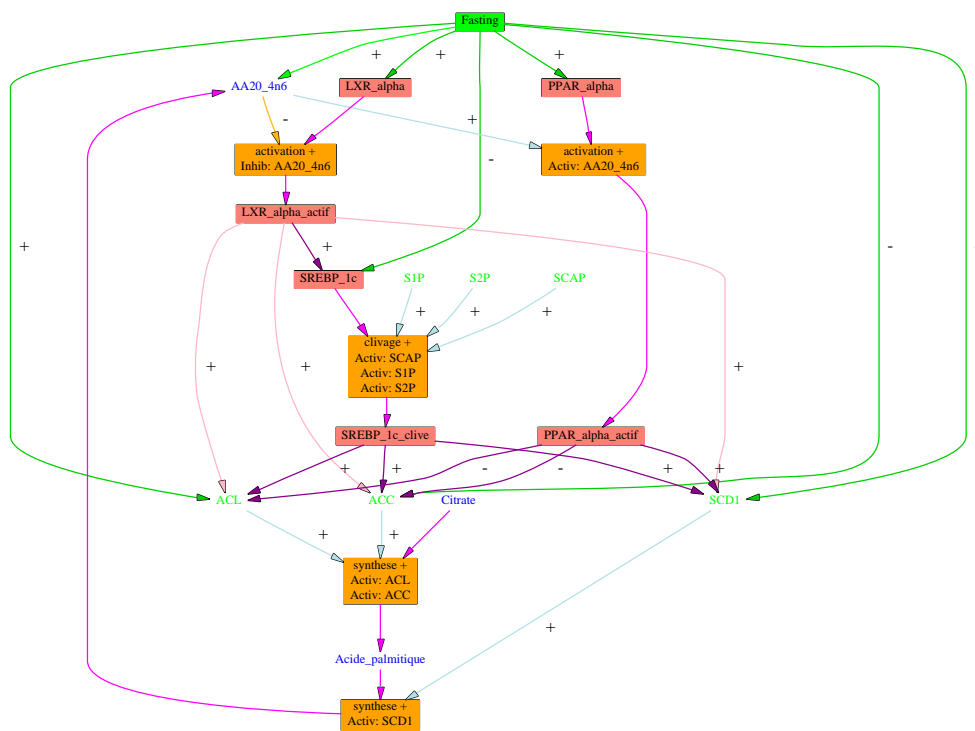 Fasting
+ + +
AA20_4n6 LXR_alpha PPAR_alpha
- +
activation + activation +
Inhib: AA20_4n6 Activ: AA20_4n6
-
LXR_alpha_actif
+ + -
SREBP_1c S1P S2P SCAP
+ + +
clivage +
Activ: SCAP
Activ: S1P
Activ: S2P
+ + +
SREBP_1c_clive PPAR_alpha_actif
+ + - - + +
ACL ACC Citrate SCD1
+ +
synthese +
Activ: ACL
Activ: ACC
+
Acide_palmitique
synthese +
Activ: SCD1